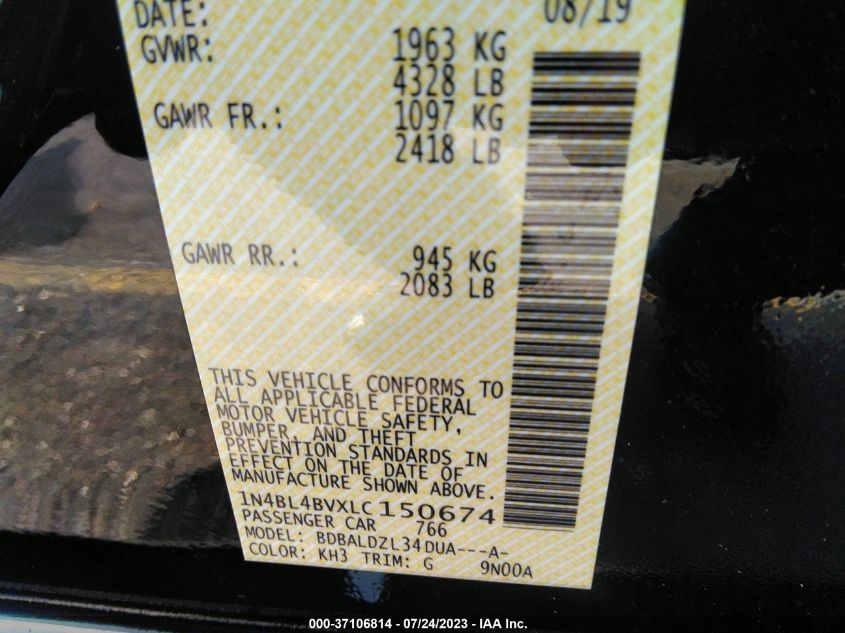 DATE: 08/19
GVWR: 1963 KG
4328 LB
GAWR FR.: 1097 KG
2418 LB
GAWR RR.: 945 KG
2083 LB
THIS VEHICLE CONFORMS TO
ALL APPLICABLE FEDERAL
MOTOR VEHICLE SAFETY,
BUMPER, AND THEFT
PREVENTION STANDARDS IN
EFFECT ON THE DATE OF
MANUFACTURE SHOWN ABOVE.
1N4BL4BVXLC150674
PASSENGER CAR 766
MODEL: BDBALDZL34DUA---A-
COLOR: KH3 TRIM: G 9N00A
000-37106814 - 07/24/2023 - IAA Inc.